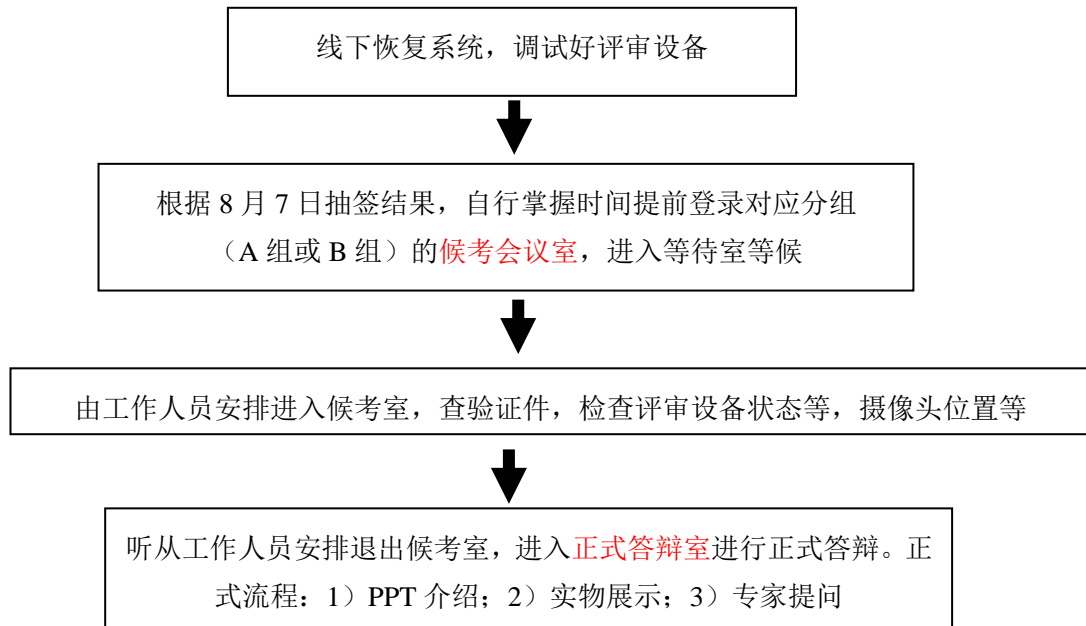 线下恢复系统，调试好评审设备
根据 8 月 7 日抽签结果，自行掌握时间提前登录对应分组
（A 组或 B 组）的候考会议室，进入等待室等候
由工作人员安排进入候考室，查验证件，检查评审设备状态等，摄像头位置等
听从工作人员安排退出候考室，进入正式答辩室进行正式答辩。正
式流程：1）PPT 介绍；2）实物展示；3）专家提问